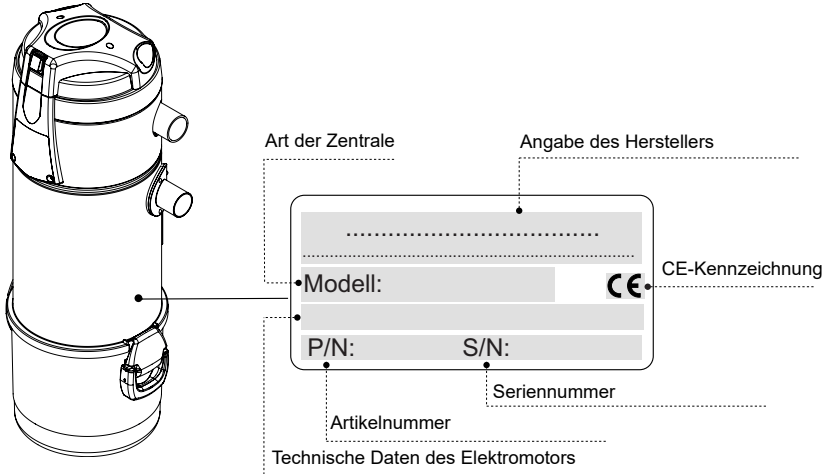 Art der Zentrale
Angabe des Herstellers
....................................
CE-Kennzeichnung
Modell:
CE
P/N: S/N:
Seriennummer
Artikelnummer
Technische Daten des Elektromotors